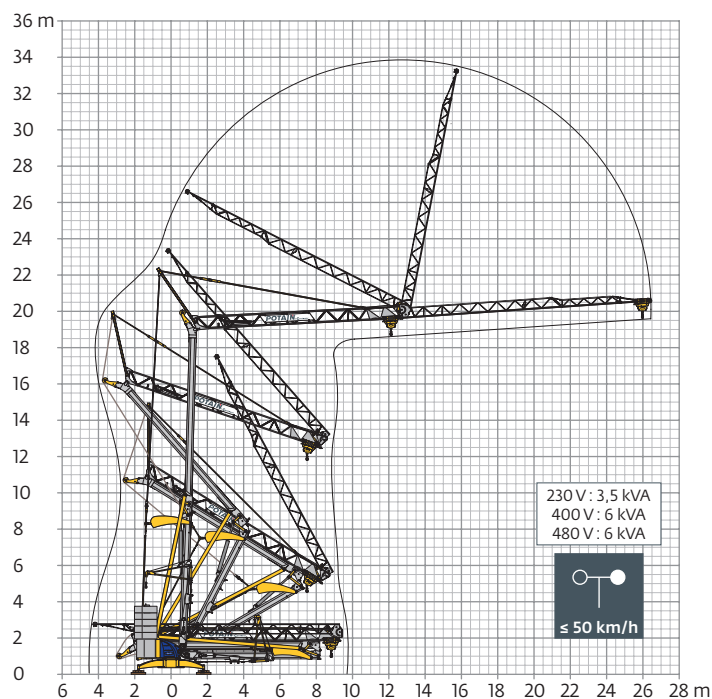 36 m
34
32
30
28
26
24
22
20
18
16
14
12
10
8
6
4
2
0
POTAIN
230 V : 3,5 kVA
400 V : 6 kVA
480 V : 6 kVA
≤ 50 km/h
6 4 2 0 2 4 6 8 10 12 14 16 18 20 22 24 26 28 m